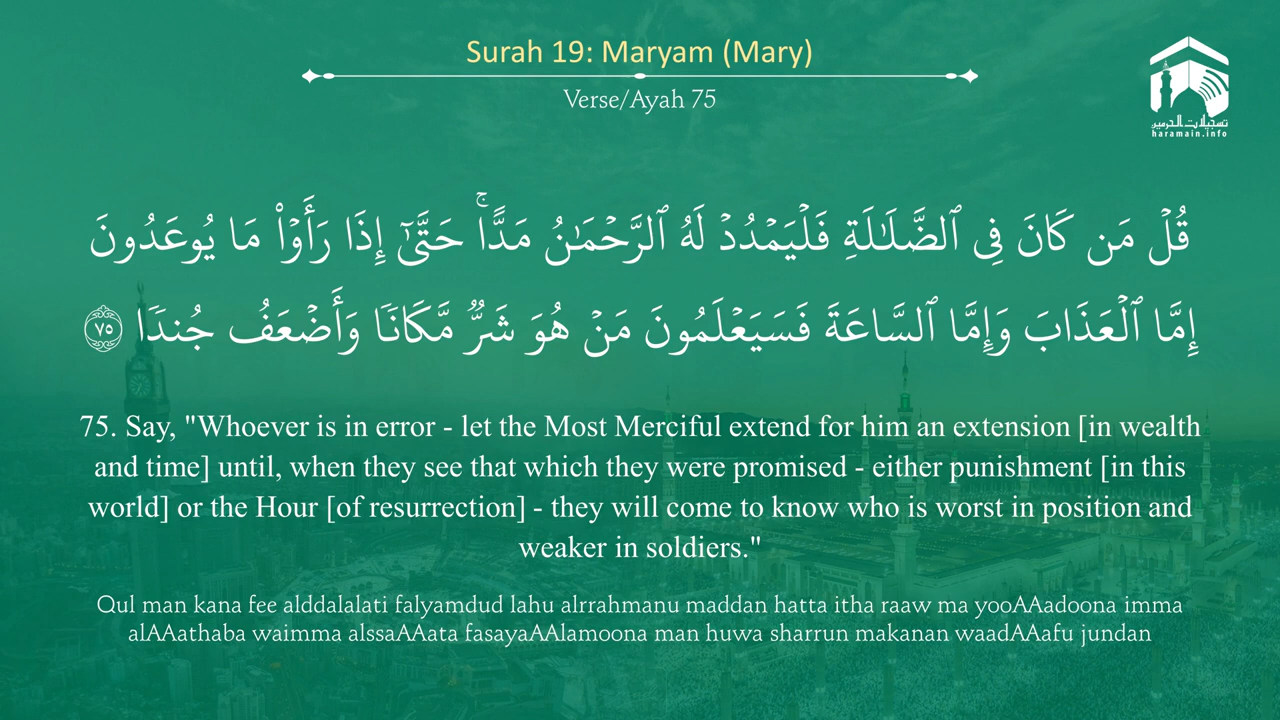 Surah 19: Maryam (Mary)
Verse/Ayah 75
تسجيلات الحرمين
haramain.info
قُلْ مَن كَانَ فِى ٱلضَّلَـٰلَةِ فَلْيَمْدُدْ لَهُ ٱلرَّحْمَـٰنُ مَدًّا ۚ حَتَّىٰٓ إِذَا رَأَوْا۟ مَا يُوعَدُونَ
إِمَّا ٱلْعَذَابَ وَإِمَّا ٱلسَّاعَةَ فَسَيَعْلَمُونَ مَنْ هُوَ شَرٌّ مَّكَانًا وَأَضْعَفُ جُندًا ٧٥
75. Say, "Whoever is in error - let the Most Merciful extend for him an extension [in wealth
and time] until, when they see that which they were promised - either punishment [in this
world] or the Hour [of resurrection] - they will come to know who is worst in position and
weaker in soldiers."
Qul man kana fee alddalalati falyamdud lahu alrrahmanu maddan hatta itha raaw ma yooAAadoona imma
alAAathaba waimma alssaAAata fasayaAAlamoona man huwa sharrun makanan waadAAafu jundan